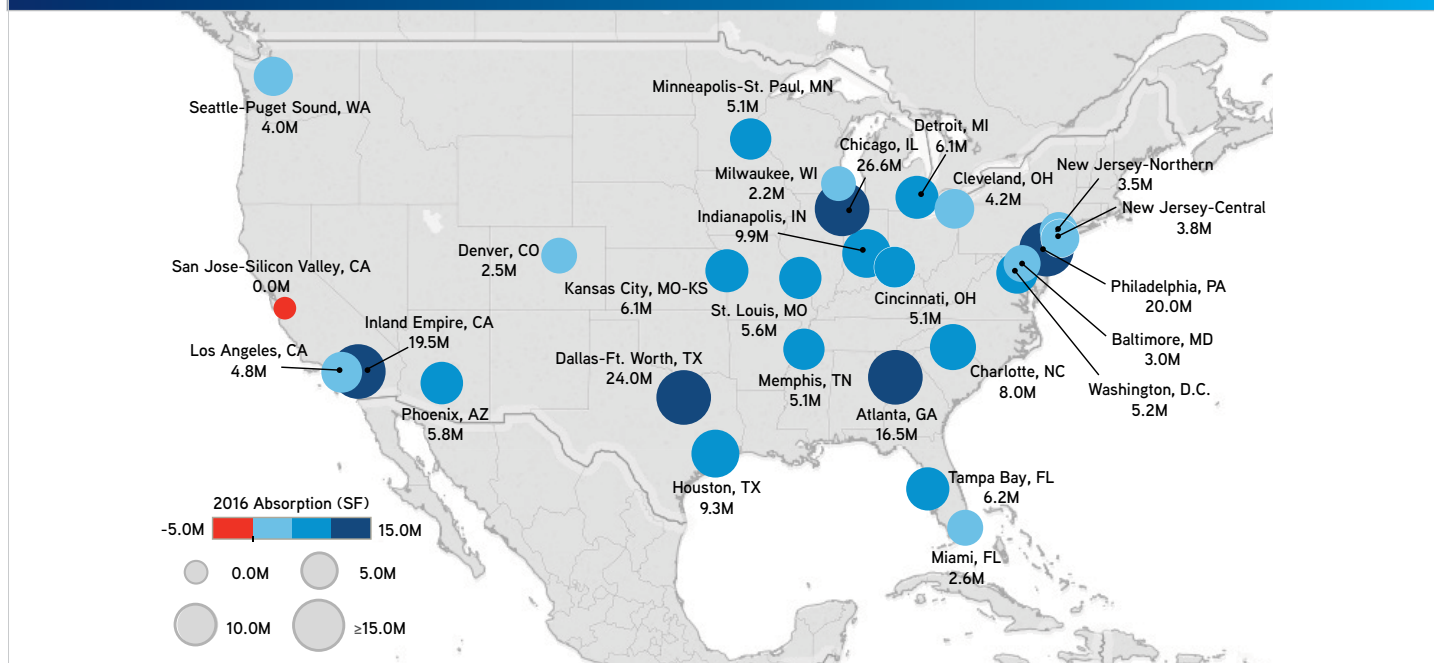 Seattle-Puget Sound, WA
4.0M
Minneapolis-St. Paul, MN
5.1M
Detroit, MI
6.1M
Chicago, IL
26.6M
Milwaukee, WI
2.2M
Cleveland, OH
4.2M
New Jersey-Northern
3.5M
New Jersey-Central
3.8M
Indianapolis, IN
9.9M
Denver, CO
2.5M
San Jose-Silicon Valley, CA
0.0M
Kansas City, MO-KS
6.1M
St. Louis, MO
5.6M
Cincinnati, OH
5.1M
Philadelphia, PA
20.0M
Inland Empire, CA
19.5M
Los Angeles, CA
4.8M
Baltimore, MD
3.0M
Dallas-Ft. Worth, TX
24.0M
Memphis, TN
5.1M
Charlotte, NC
8.0M
Washington, D.C.
5.2M
Phoenix, AZ
5.8M
Atlanta, GA
16.5M
Houston, TX
9.3M
Tampa Bay, FL
6.2M
Miami, FL
2.6M
2016 Absorption (SF)
-5.0M
15.0M
0.0M
5.0M
10.0M
≥15.0M